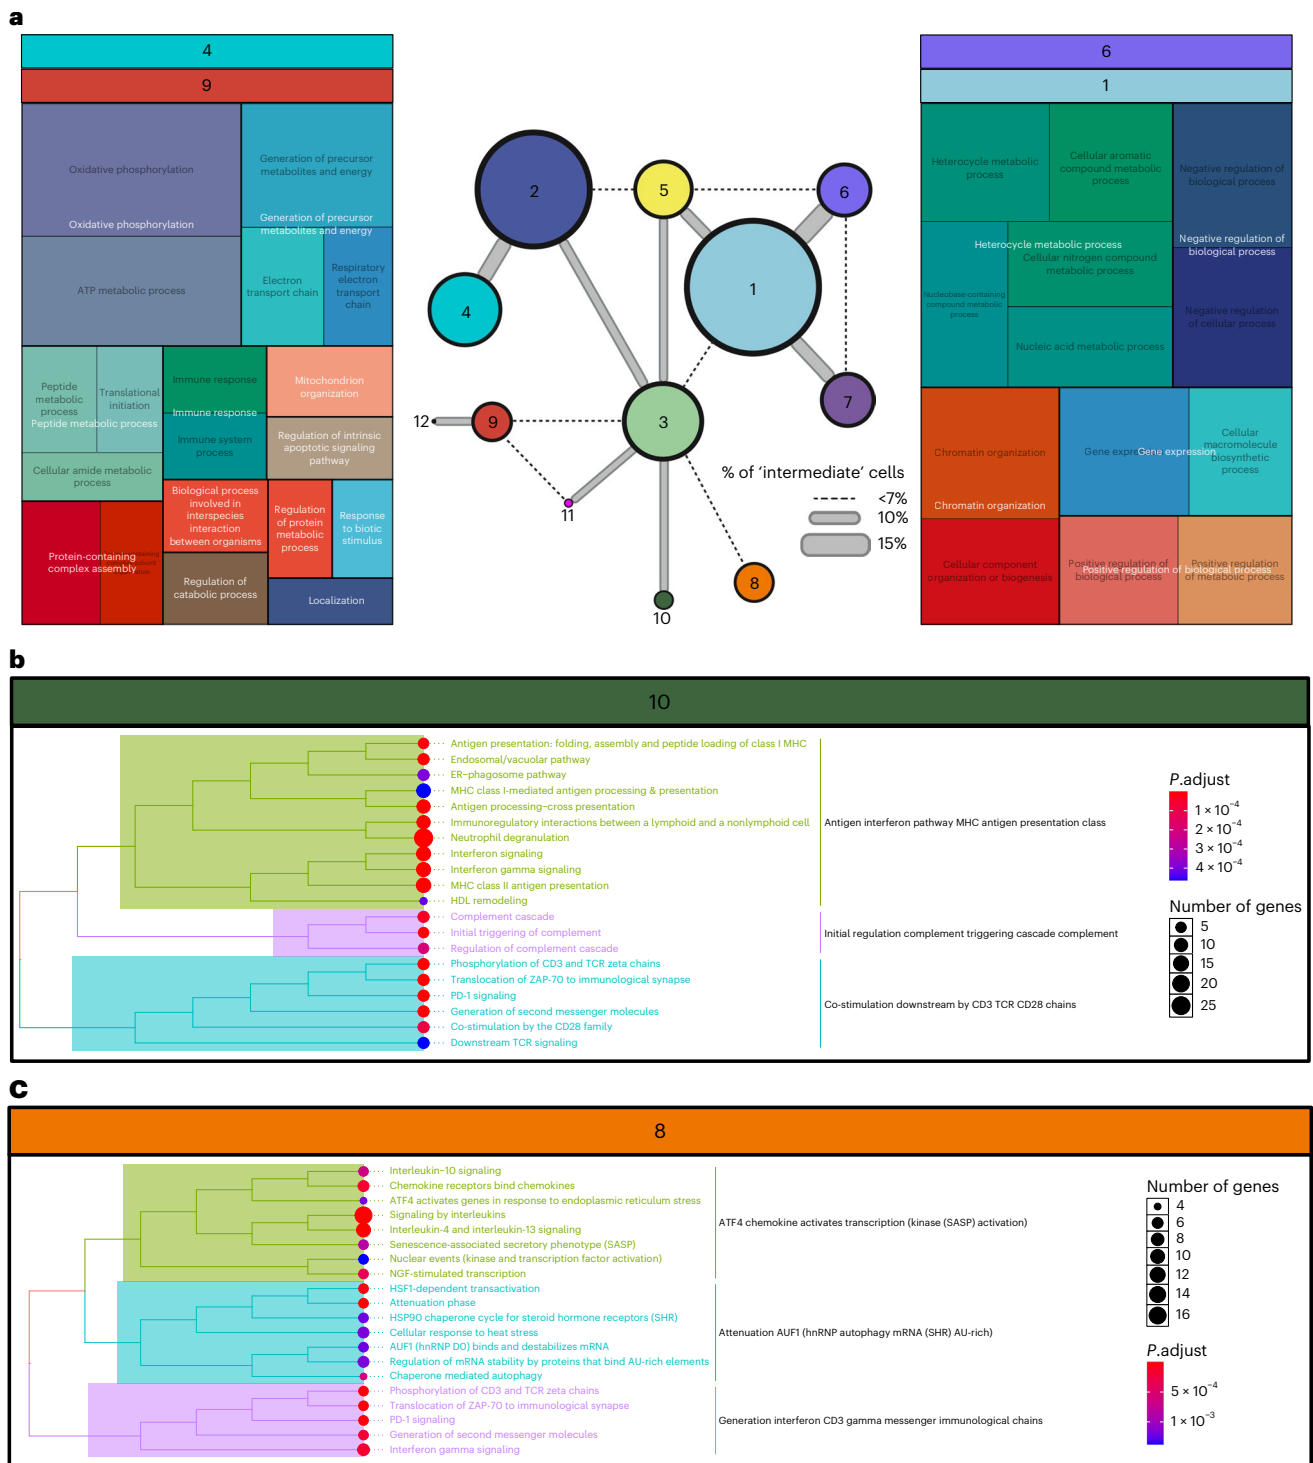 a
4
9
Oxidative phosphorylation
Oxidative phosphorylation
Generation of precursor
metabolites and energy
Generation of precursor
metabolites and energy
ATP metabolic process
Electron
transport chain
Respiratory
electron
transport
chain
Peptide
metabolic
process
Translational
initiation
Peptide metabolic process
Cellular amide metabolic
process
Immune response
Immune response
Immune system
process
Mitochondrion
organization
Regulation of intrinsic
apoptotic signaling
pathway
Protein-containing
complex assembly
Biological process
involved in
interspecies
interaction
between organisms
Regulation
of protein
metabolic
process
Response
to biotic
stimulus
Regulation of
catabolic process
Localization
2
5
6
1
4
3
7
12
9
11
10
8
% of ‘intermediate’ cells
<7%
10%
15%
6
1
Heterocycle metabolic
process
Cellular aromatic
compound metabolic
process
Negative regulation of
biological process
Heterocycle metabolic process
Cellular nitrogen compound
metabolic process
Negative regulation of
biological process
Nucleobase-containing
compound metabolic
process
Nucleic acid metabolic process
Negative regulation
of cellular process
Chromatin organization
Chromatin organization
Gene expression
Gene expression
Cellular
macromolecule
biosynthetic
process
Cellular component
organization or biogenesis
Positive regulation of
biological process
Positive regulation of biological process
Positive regulation
of metabolic process
b
10
Antigen presentation: folding, assembly and peptide loading of class I MHC
Endosomal/vacuolar pathway
ER–phagosome pathway
MHC class I-mediated antigen processing & presentation
Antigen processing–cross presentation
Immunoregulatory interactions between a lymphoid and a nonlymphoid cell
Neutrophil degranulation
Interferon signaling
Interferon gamma signaling
MHC class II antigen presentation
HDL remodeling
Complement cascade
Initial triggering of complement
Regulation of complement cascade
Phosphorylation of CD3 and TCR zeta chains
Translocation of ZAP-70 to immunological synapse
PD-1 signaling
Generation of second messenger molecules
Co-stimulation by the CD28 family
Downstream TCR signaling
Antigen interferon pathway MHC antigen presentation class
Initial regulation complement triggering cascade complement
Co-stimulation downstream by CD3 TCR CD28 chains
P.adjust
1 × 10⁻⁴
2 × 10⁻⁴
3 × 10⁻⁴
4 × 10⁻⁴
Number of genes
5
10
15
20
25
c
8
Interleukin-10 signaling
Chemokine receptors bind chemokines
ATF4 activates genes in response to endoplasmic reticulum stress
Signaling by interleukins
Interleukin-4 and interleukin-13 signaling
Senescence-associated secretory phenotype (SASP)
Nuclear events (kinase and transcription factor activation)
NGF-stimulated transcription
HSF1-dependent transactivation
Attenuation phase
HSP90 chaperone cycle for steroid hormone receptors (SHR)
Cellular response to heat stress
AUF1 (hnRNP D0) binds and destabilizes mRNA
Regulation of mRNA stability by proteins that bind AU-rich elements
Chaperone mediated autophagy
Phosphorylation of CD3 and TCR zeta chains
Translocation of ZAP-70 to immunological synapse
PD-1 signaling
Generation of second messenger molecules
Interferon gamma signaling
ATF4 chemokine activates transcription (kinase (SASP) activation)
Attenuation AUF1 (hnRNP autophagy mRNA (SHR) AU-rich)
Generation interferon CD3 gamma messenger immunological chains
Number of genes
4
6
8
10
12
14
16
P.adjust
5 × 10⁻⁴
1 × 10⁻³